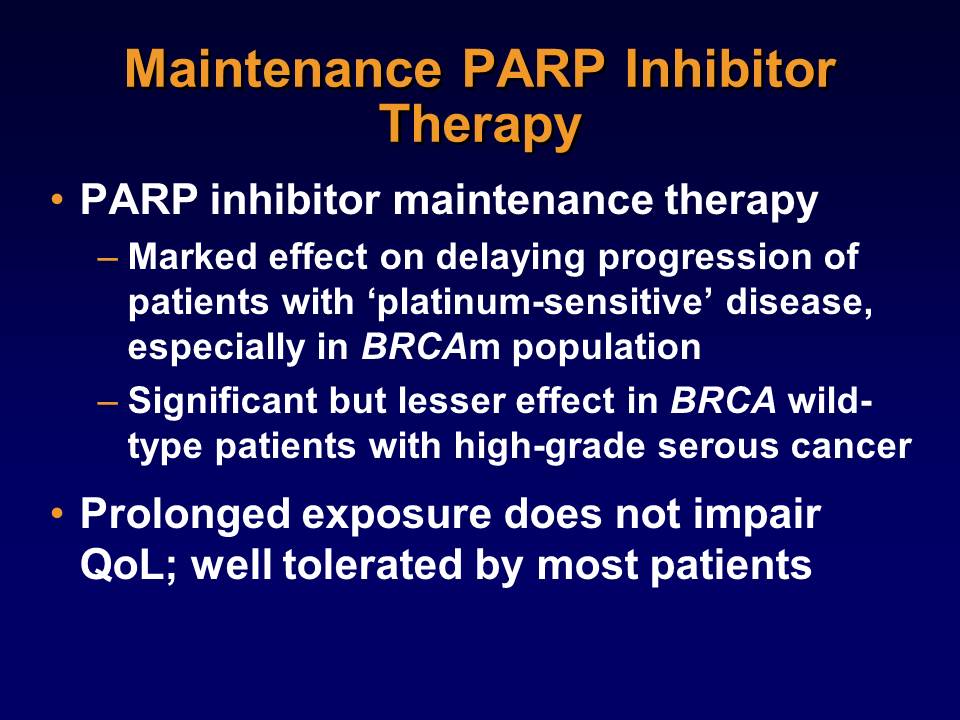 Maintenance PARP Inhibitor
Therapy
• PARP inhibitor maintenance therapy
– Marked effect on delaying progression of
patients with ‘platinum-sensitive’ disease,
especially in BRCAm population
– Significant but lesser effect in BRCA wild-
type patients with high-grade serous cancer
• Prolonged exposure does not impair
QoL; well tolerated by most patients